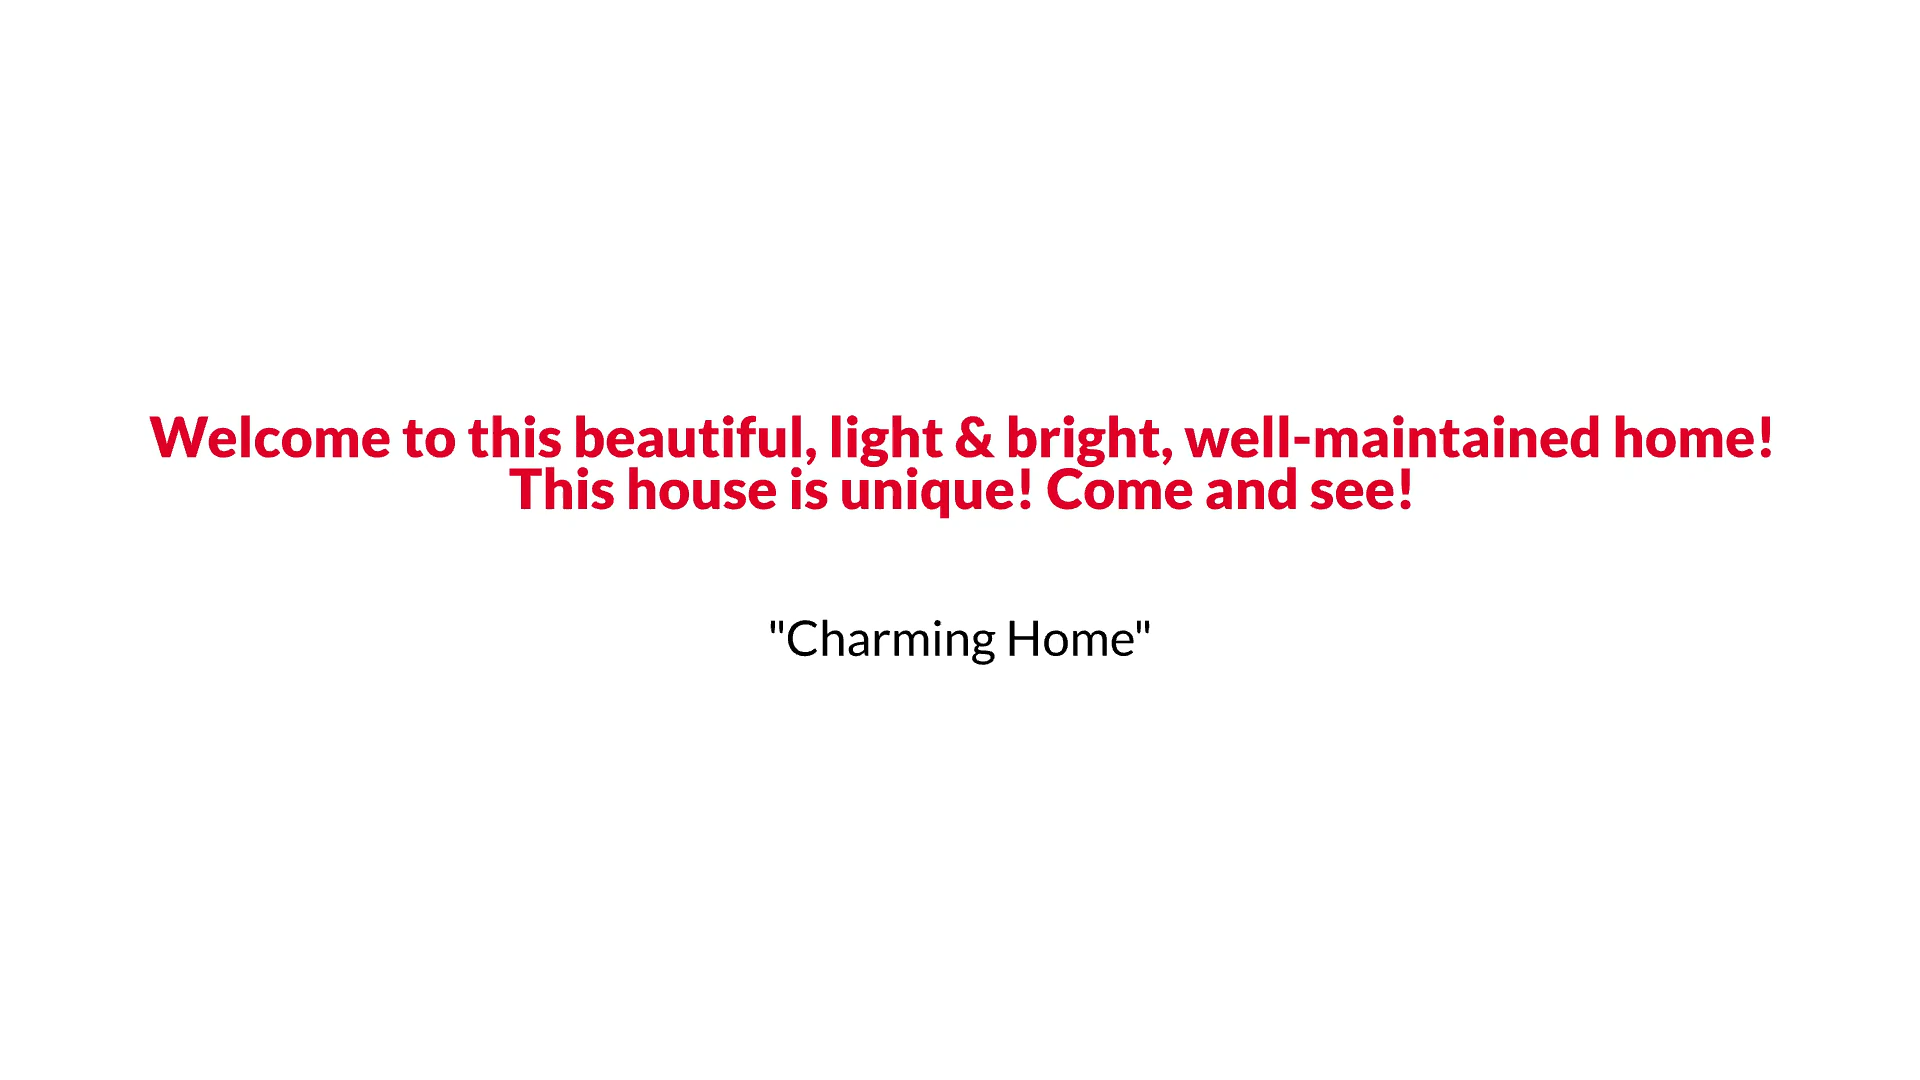 Welcome to this beautiful, light & bright, well-maintained home!
This house is unique! Come and see!
"Charming Home"